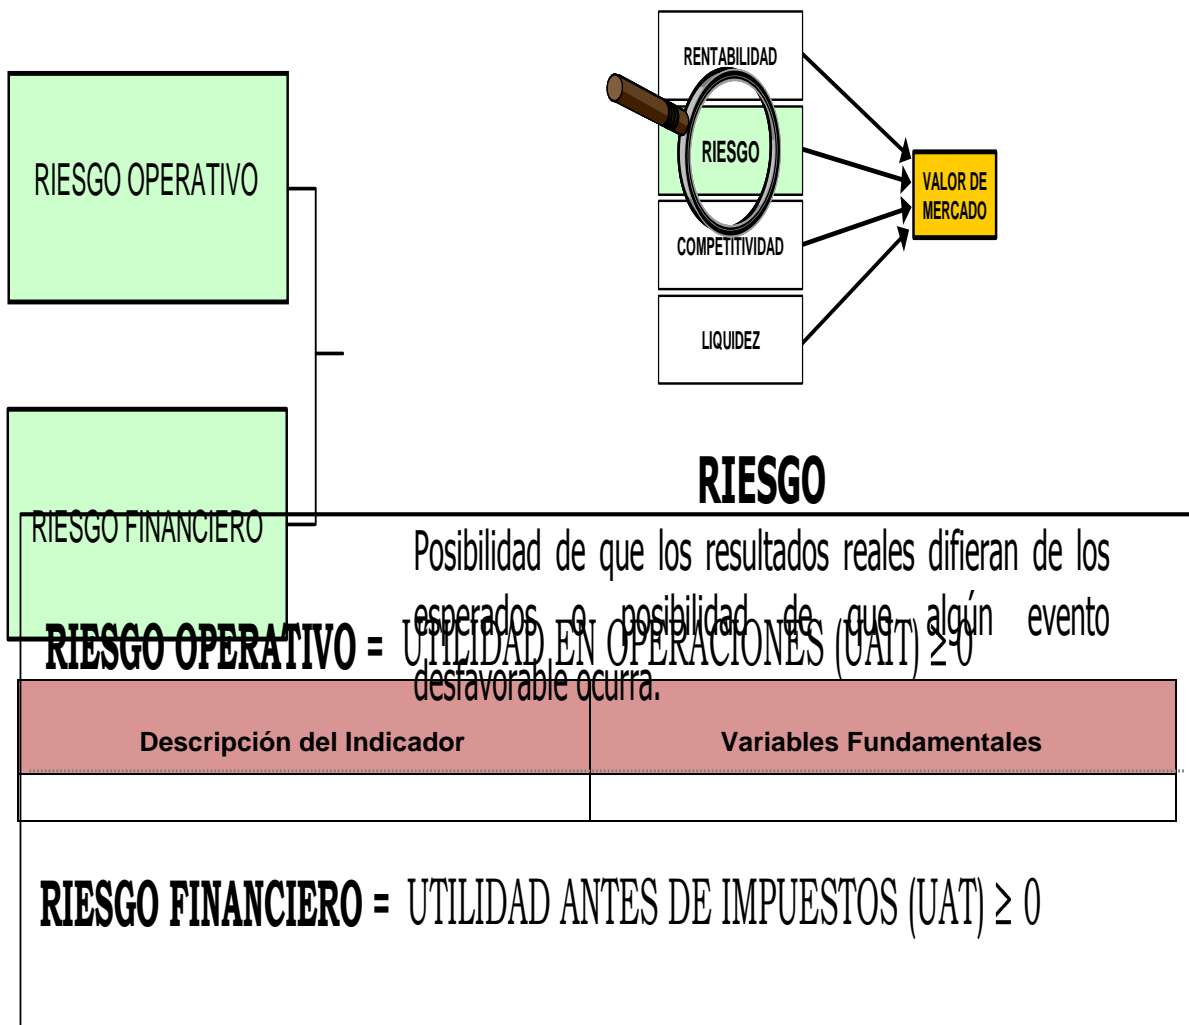 RENTABILIDAD
RIESGO OPERATIVO
RIESGO
VALOR DE
MERCADO
COMPETITIVIDAD
LIQUIDEZ
RIESGO
RIESGO FINANCIERO
Posibilidad de que los resultados reales difieran de los
esperados o posibilidad de que algún evento
desfavorable ocurra.
RIESGO OPERATIVO = UTILIDAD EN OPERACIONES (UAIT) ≥ 0
Descripción del Indicador
Variables Fundamentales
RIESGO FINANCIERO = UTILIDAD ANTES DE IMPUESTOS (UAT) ≥ 0